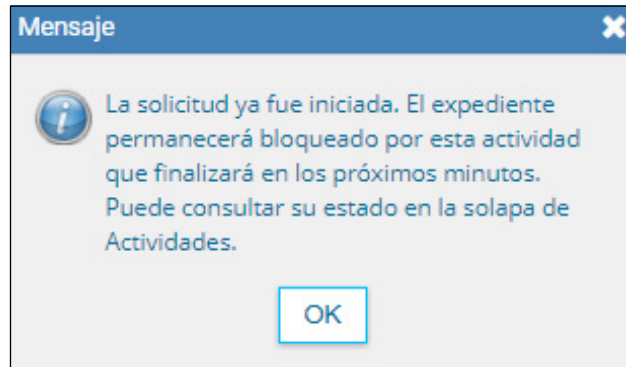 Mensaje
La solicitud ya fue iniciada. El expediente
permanecerá bloqueado por esta actividad
que finalizará en los próximos minutos.
Puede consultar su estado en la solapa de
Actividades.
OK